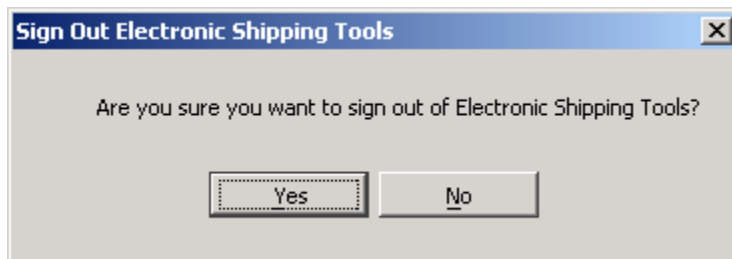 Sign Out Electronic Shipping Tools
Are you sure you want to sign out of Electronic Shipping Tools?
Yes No